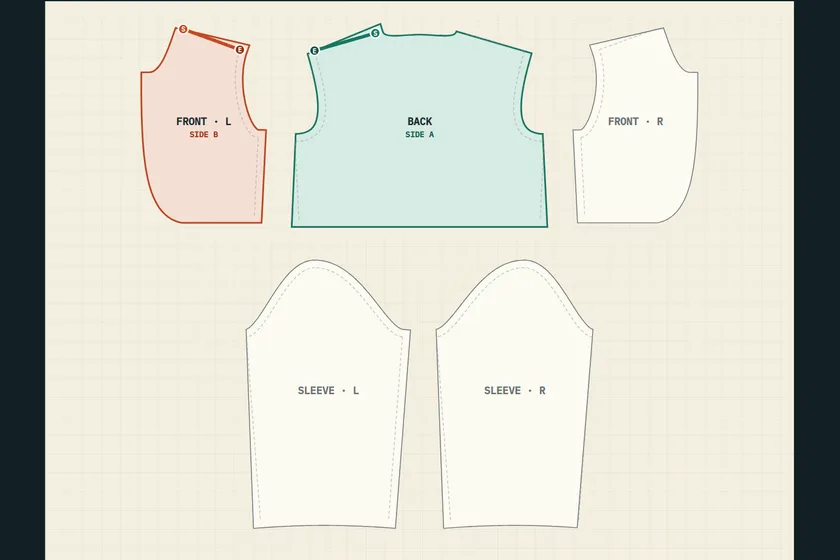 S
E
S
E
FRONT · L
SIDE B
BACK
SIDE A
FRONT · R
SLEEVE · L
SLEEVE · R